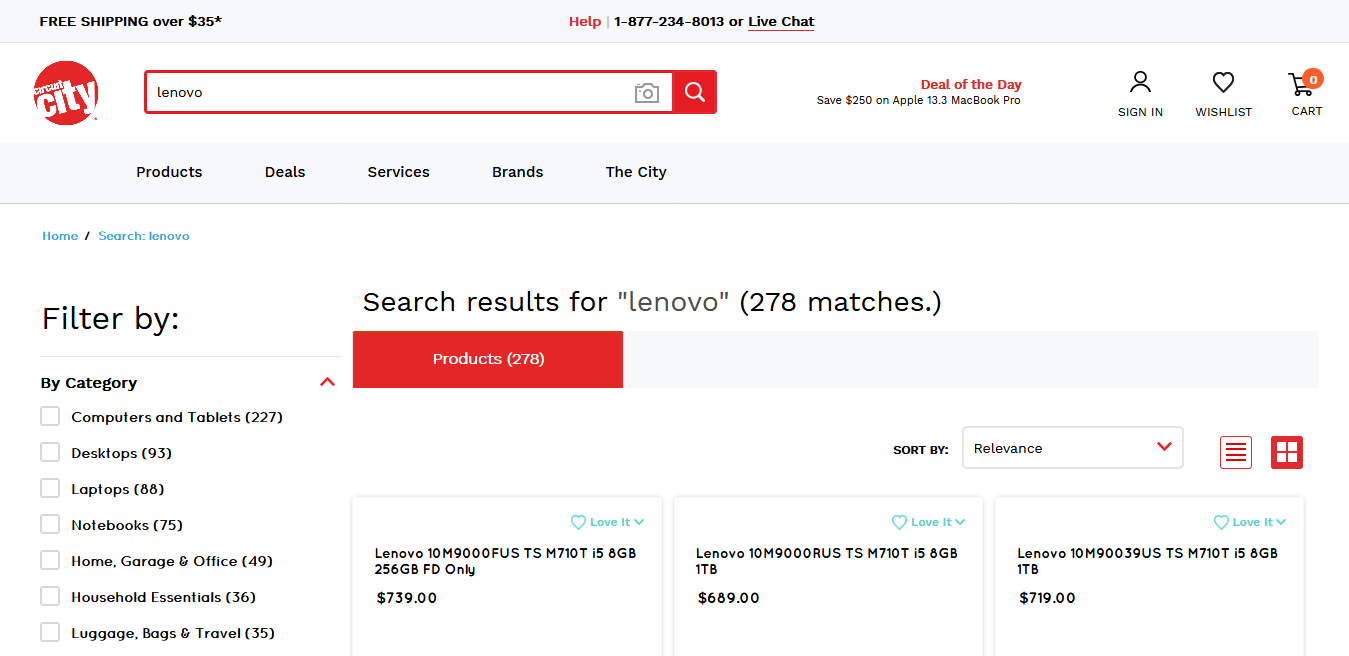 FREE SHIPPING over $35*
Help | 1-877-234-8013 or Live Chat
circuit
city
lenovo
Deal of the Day
Save $250 on Apple 13.3 MacBook Pro
SIGN IN
WISHLIST
0
CART
Products
Deals
Services
Brands
The City
Home / Search: lenovo
Filter by:
By Category
Computers and Tablets (227)
Desktops (93)
Laptops (88)
Notebooks (75)
Home, Garage & Office (49)
Household Essentials (36)
Luggage, Bags & Travel (35)
Search results for "lenovo" (278 matches.)
Products (278)
SORT BY:
Relevance
Love It
Lenovo 10M9000FUS TS M710T i5 8GB
256GB FD Only
$739.00
Love It
Lenovo 10M9000RUS TS M710T i5 8GB
1TB
$689.00
Love It
Lenovo 10M90039US TS M710T i5 8GB
1TB
$719.00